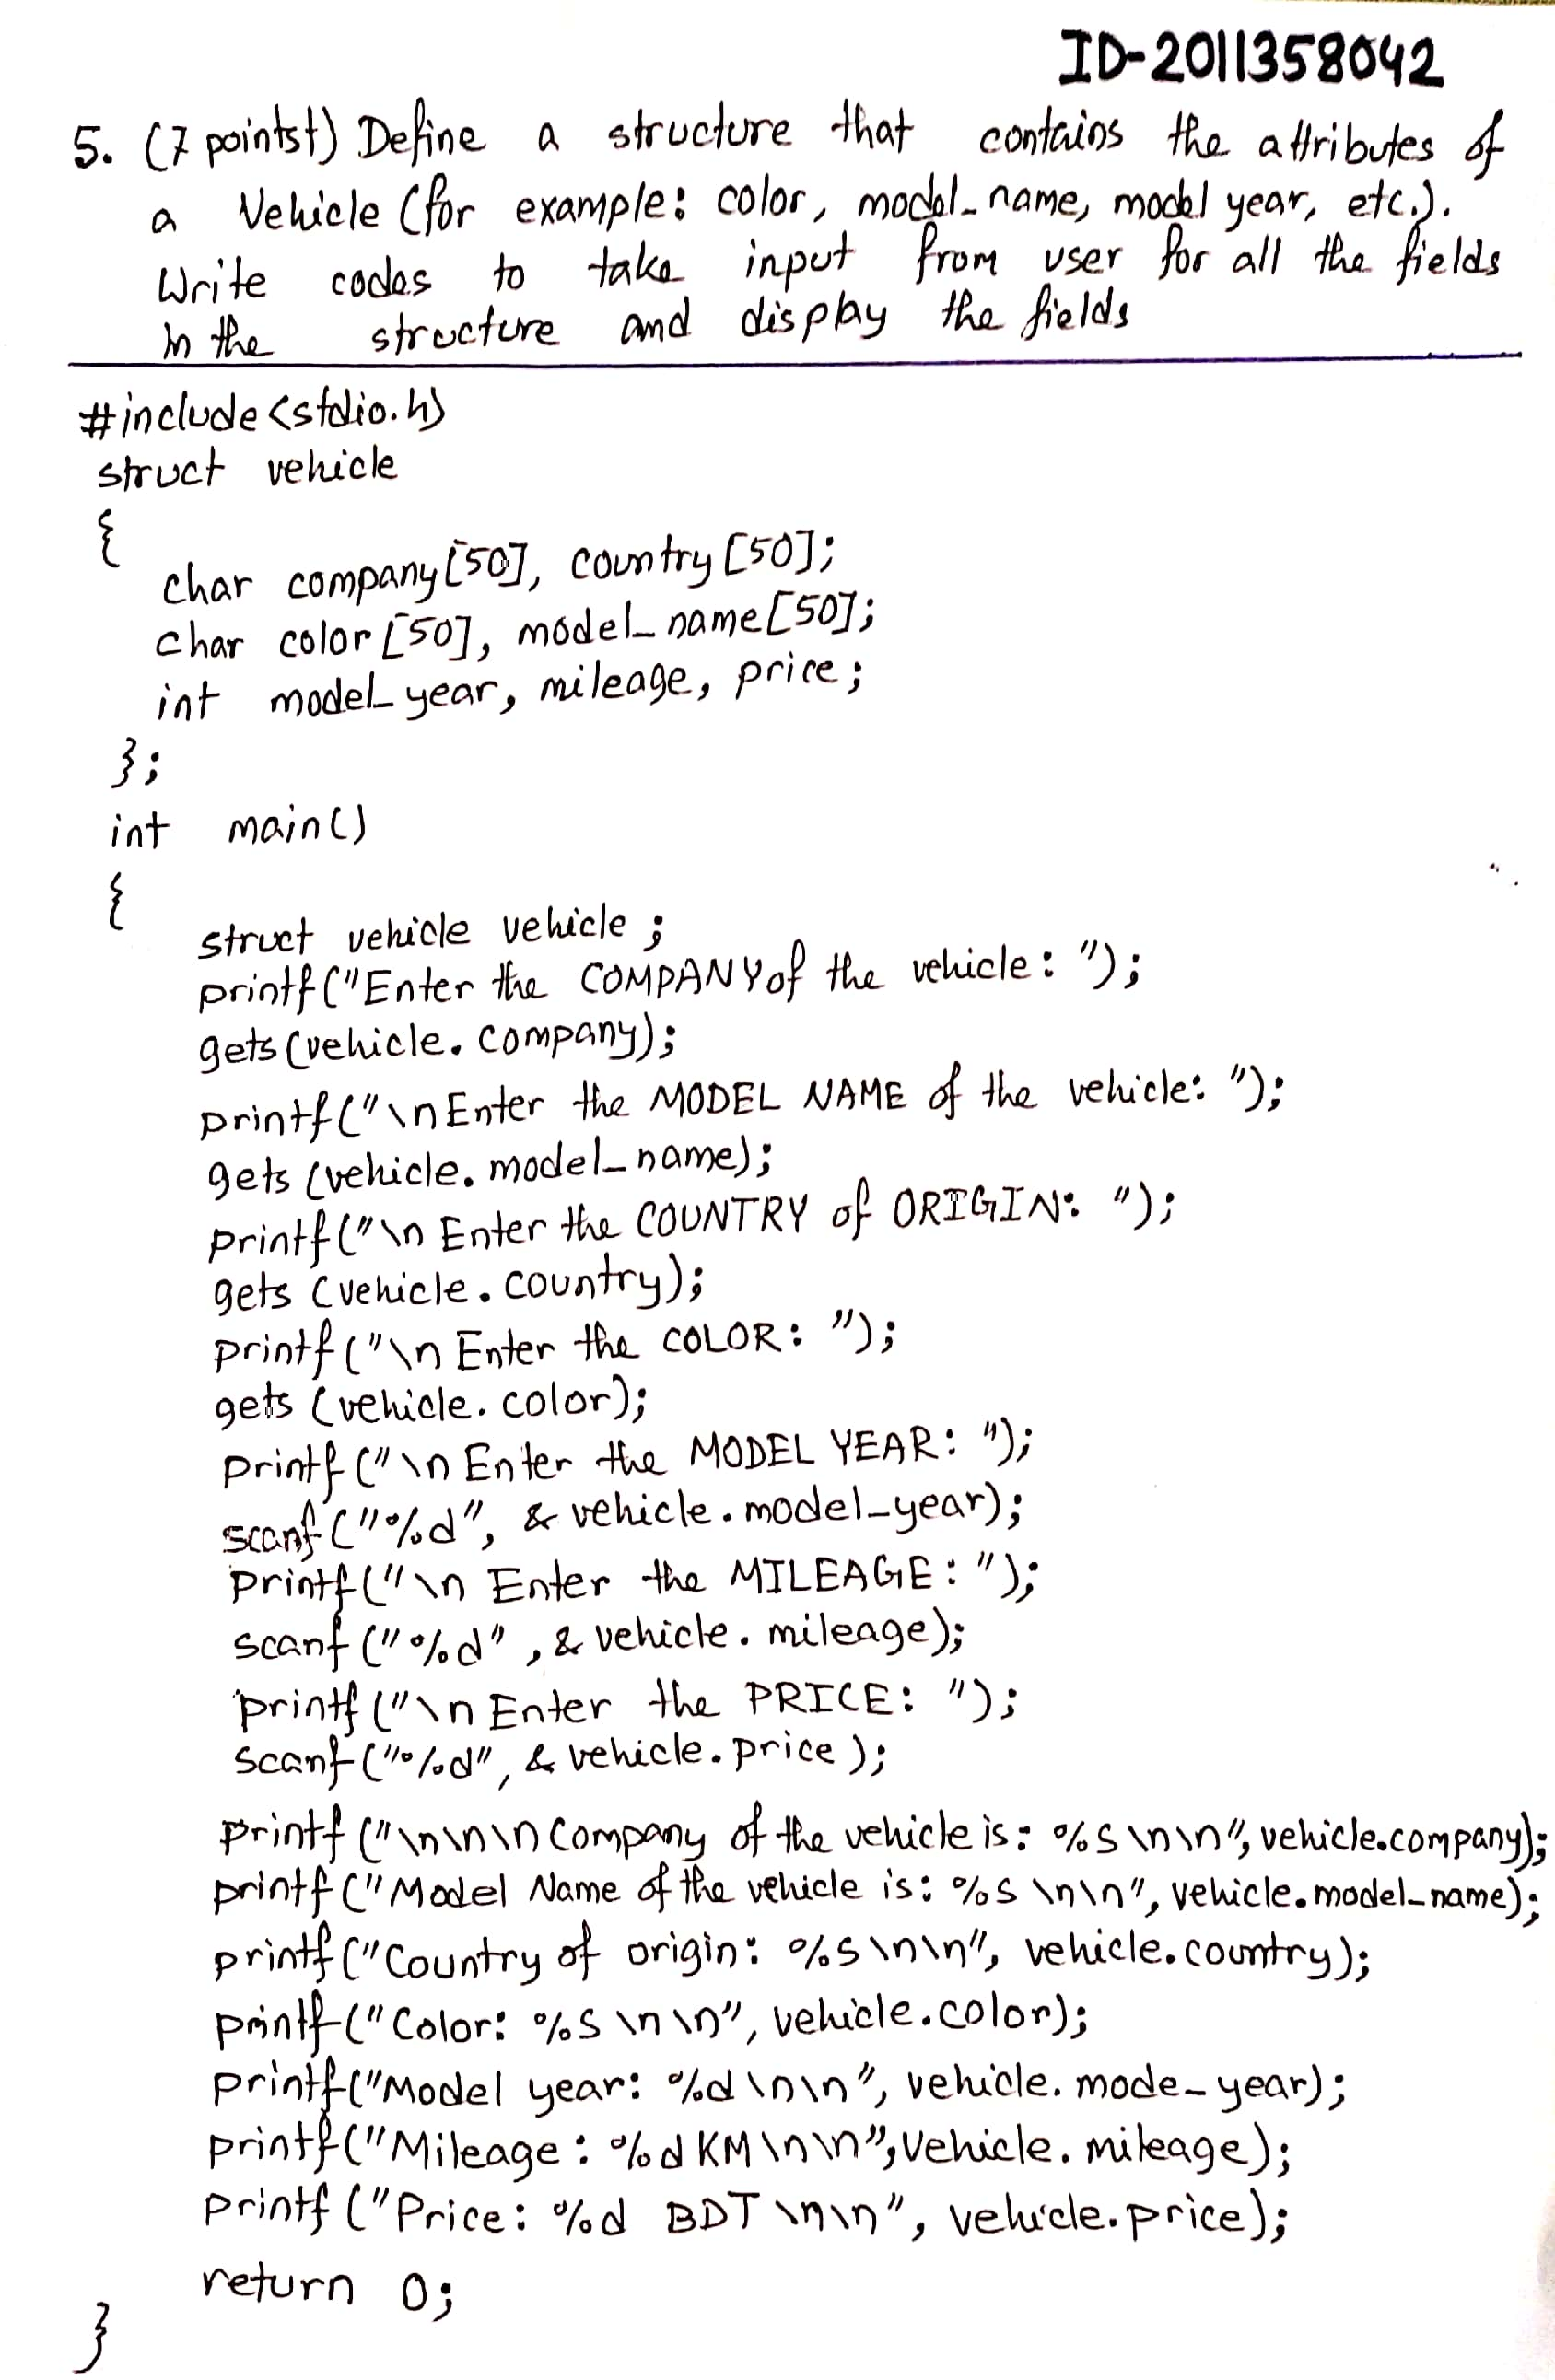 ID-2011358042
5. (7 pointst) Define a structure that contains the attributes of
a Vehicle (for example: color, model_name, model year, etc.).
Write codes to take input from user for all the fields
in the structure and display the fields
#include<stdio.h>
struct vehicle
{
char company[50], country[50];
char color[50], model_name[50];
int model_year, mileage, price;
};
int main()
{
struct vehicle vehicle;
printf("Enter the COMPANY of the vehicle: ");
gets(vehicle.company);
printf("\nEnter the MODEL NAME of the vehicle: ");
gets(vehicle.model_name);
printf("\n Enter the COUNTRY of ORIGIN: ");
gets(vehicle.country);
printf("\n Enter the COLOR: ");
gets(vehicle.color);
printf("\n Enter the MODEL YEAR: ");
scanf("%d", &vehicle.model_year);
printf("\n Enter the MILEAGE: ");
scanf("%d", &vehicle.mileage);
printf("\n Enter the PRICE: ");
scanf("%d", &vehicle.price);
printf("\n\n\n Company of the vehicle is: %s \n\n", vehicle.company);
printf("Model Name of the vehicle is: %s \n\n", vehicle.model_name);
printf("Country of origin: %s \n\n", vehicle.country);
printf("Color: %s \n\n", vehicle.color);
printf("Model year: %d \n\n", vehicle.mode_year);
printf("Mileage: %d KM \n\n", vehicle.mileage);
printf("Price: %d BDT \n\n", vehicle.price);
return 0;
}